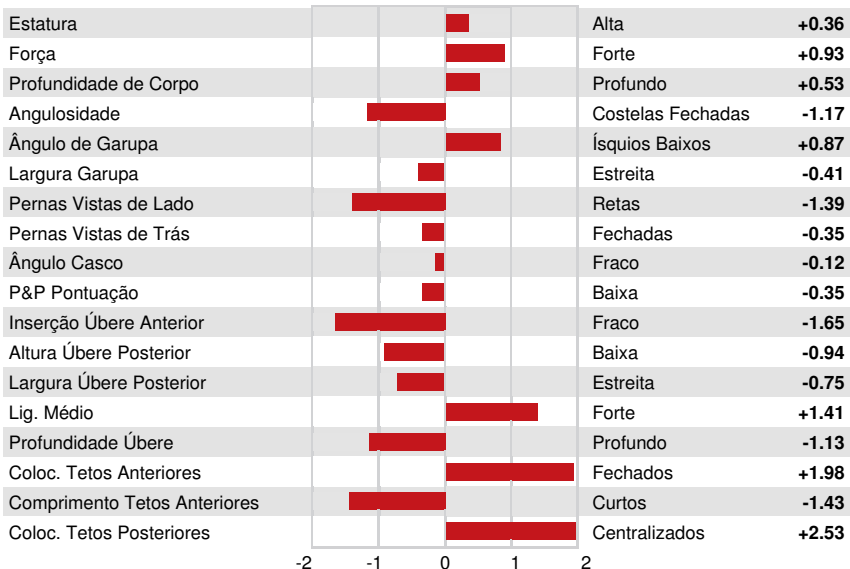 Estatura Alta +0.36
Força Forte +0.93
Profundidade de Corpo Profundo +0.53
Angulosidade Costelas Fechadas -1.17
Ângulo de Garupa Ísquios Baixos +0.87
Largura Garupa Estreita -0.41
Pernas Vistas de Lado Retas -1.39
Pernas Vistas de Trás Fechadas -0.35
Ângulo Casco Fraco -0.12
P&P Pontuação Baixa -0.35
Inserção Úbere Anterior Fraco -1.65
Altura Úbere Posterior Baixa -0.94
Largura Úbere Posterior Estreita -0.75
Lig. Médio Forte +1.41
Profundidade Úbere Profundo -1.13
Coloc. Tetos Anteriores Fechados +1.98
Comprimento Tetos Anteriores Curtos -1.43
Coloc. Tetos Posteriores Centralizados +2.53
-2 -1 0 1 2